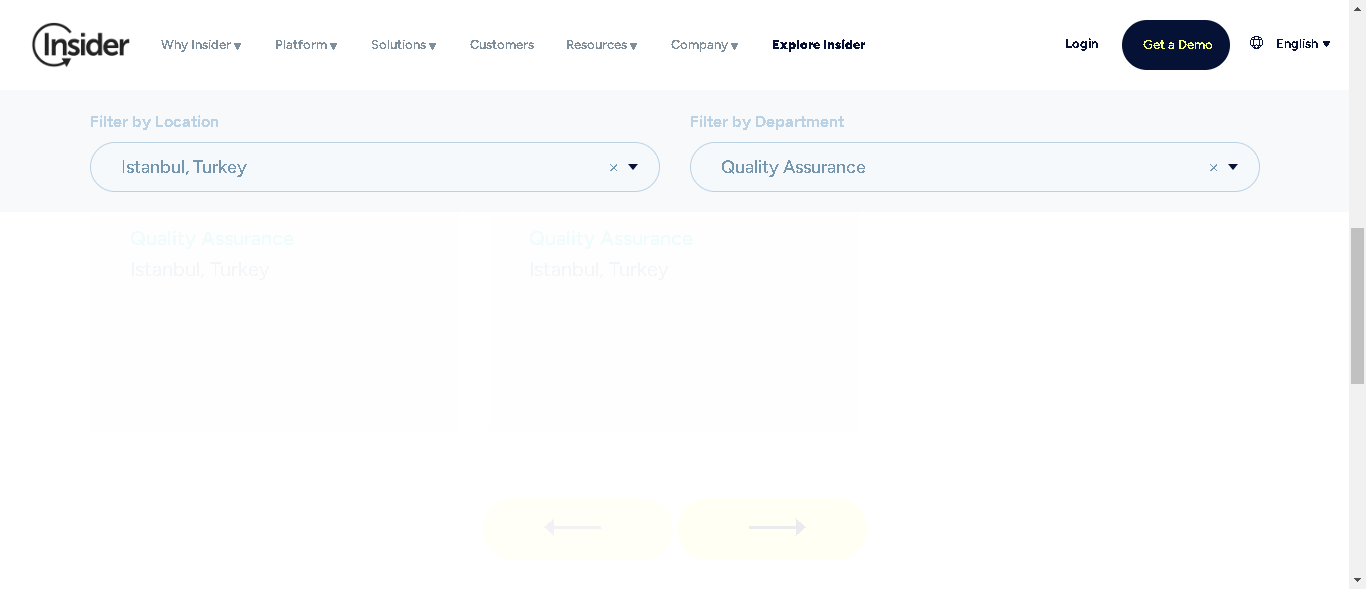 Insider
Why Insider ▾ Platform ▾ Solutions ▾ Customers Resources ▾ Company ▾ Explore Insider Login Get a Demo English ▾
Filter by Location Filter by Department
Istanbul, Turkey × Quality Assurance ×
Quality Assurance Quality Assurance
Istanbul, Turkey Istanbul, Turkey